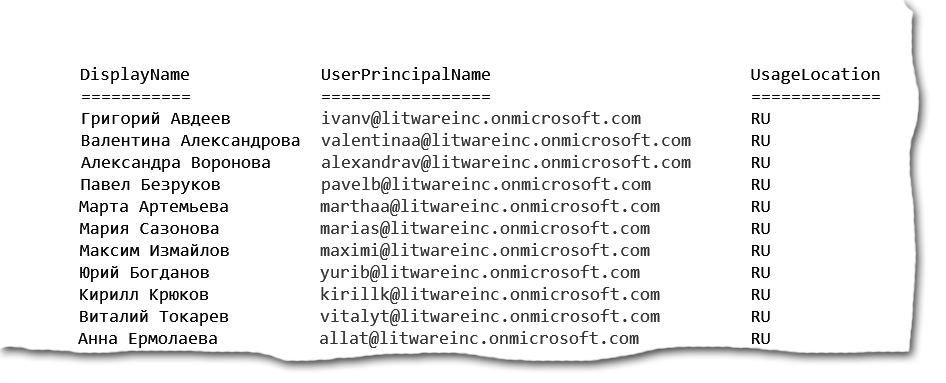 DisplayName UserPrincipalName UsageLocation
=========== ================= =============
Григорий Авдеев ivanv@litwareinc.onmicrosoft.com RU
Валентина Александрова valentinaa@litwareinc.onmicrosoft.com RU
Александра Воронова alexandrav@litwareinc.onmicrosoft.com RU
Павел Безруков pavelb@litwareinc.onmicrosoft.com RU
Марта Артемьева marthaa@litwareinc.onmicrosoft.com RU
Мария Сазонова marias@litwareinc.onmicrosoft.com RU
Максим Измайлов maximi@litwareinc.onmicrosoft.com RU
Юрий Богданов yurib@litwareinc.onmicrosoft.com RU
Кирилл Крюков kirillk@litwareinc.onmicrosoft.com RU
Виталий Токарев vitalyt@litwareinc.onmicrosoft.com RU
Анна Ермолаева allat@litwareinc.onmicrosoft.com RU